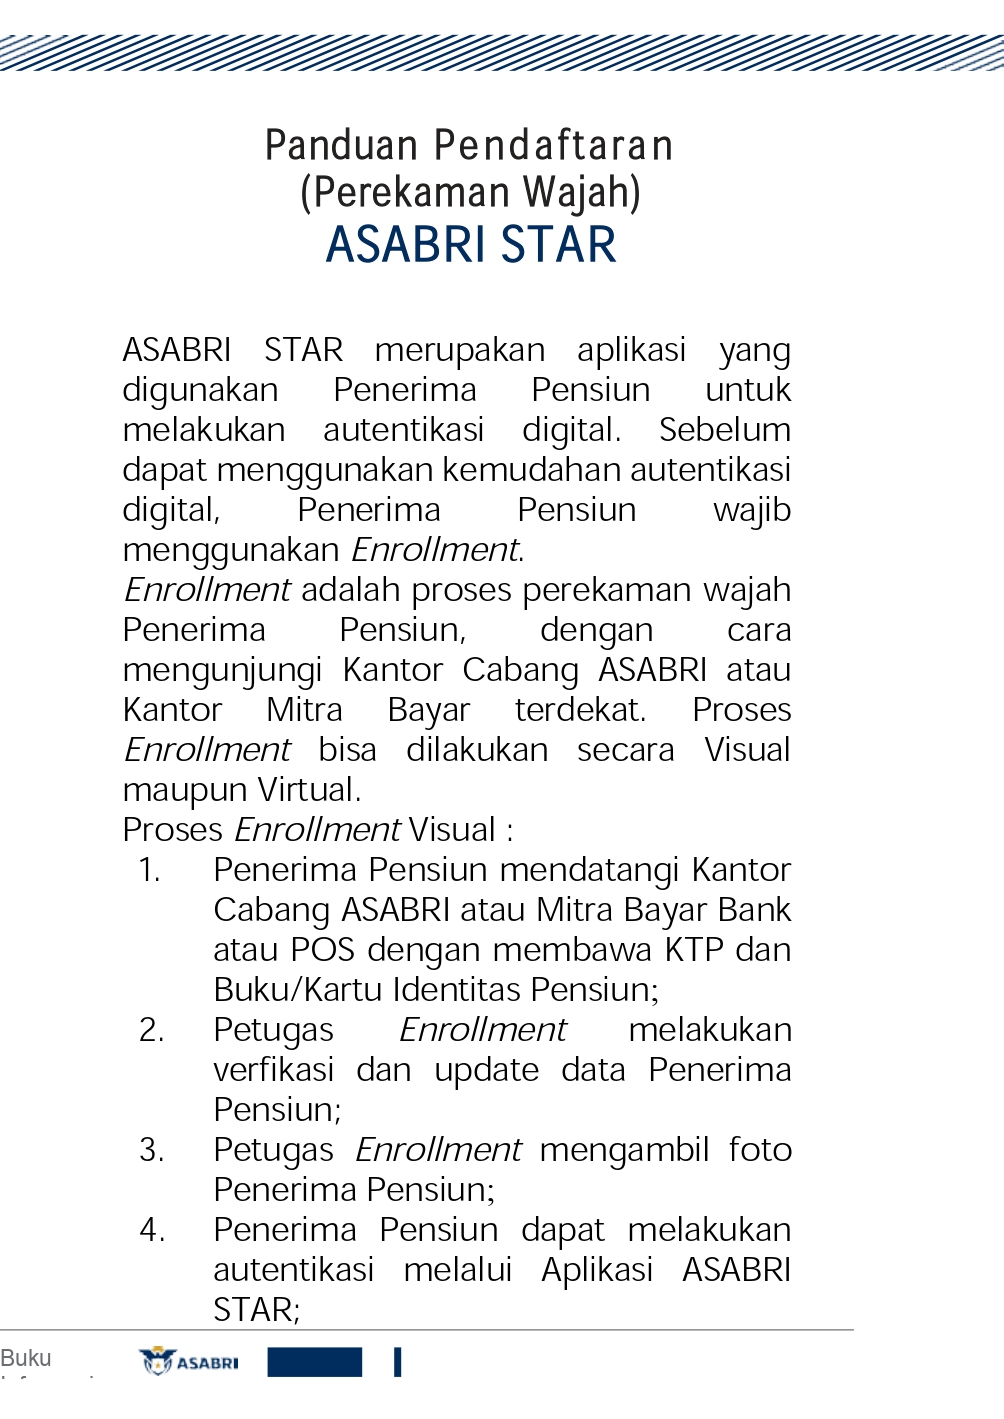 Panduan Pendaftaran
(Perekaman Wajah)
ASABRI STAR
ASABRI STAR merupakan aplikasi yang
digunakan Penerima Pensiun untuk
melakukan autentikasi digital. Sebelum
dapat menggunakan kemudahan autentikasi
digital, Penerima Pensiun wajib
menggunakan Enrollment.
Enrollment adalah proses perekaman wajah
Penerima Pensiun, dengan cara
mengunjungi Kantor Cabang ASABRI atau
Kantor Mitra Bayar terdekat. Proses
Enrollment bisa dilakukan secara Visual
maupun Virtual.
Proses Enrollment Visual :
1. Penerima Pensiun mendatangi Kantor
Cabang ASABRI atau Mitra Bayar Bank
atau POS dengan membawa KTP dan
Buku/Kartu Identitas Pensiun;
2. Petugas Enrollment melakukan
verfikasi dan update data Penerima
Pensiun;
3. Petugas Enrollment mengambil foto
Penerima Pensiun;
4. Penerima Pensiun dapat melakukan
autentikasi melalui Aplikasi ASABRI
STAR;
Buku
ASABRI